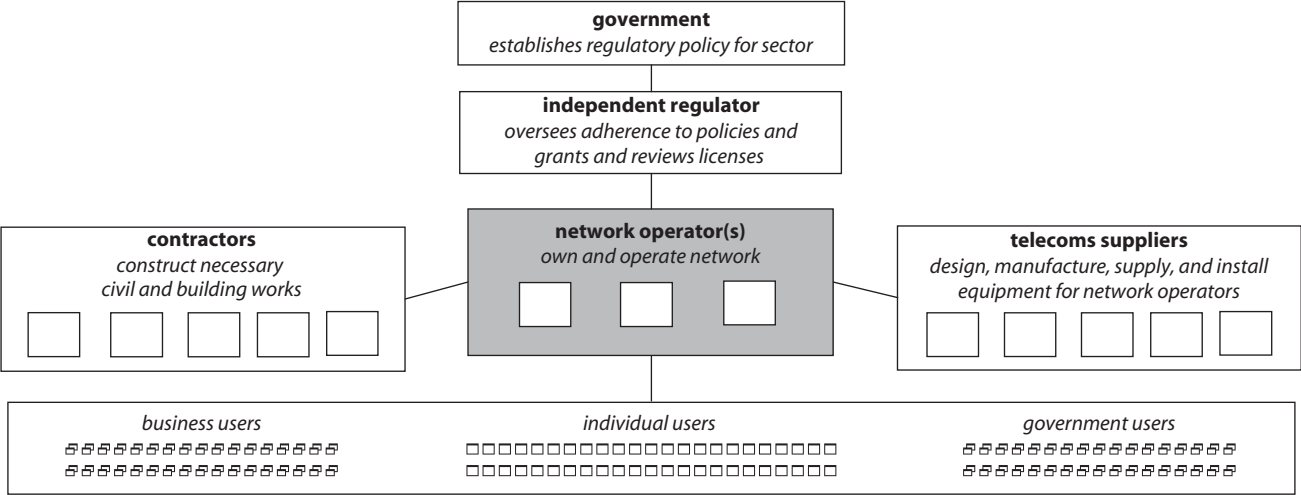 government
establishes regulatory policy for sector
independent regulator
oversees adherence to policies and
grants and reviews licenses
contractors
construct necessary
civil and building works
network operator(s)
own and operate network
telecoms suppliers
design, manufacture, supply, and install
equipment for network operators
business users
individual users
government users